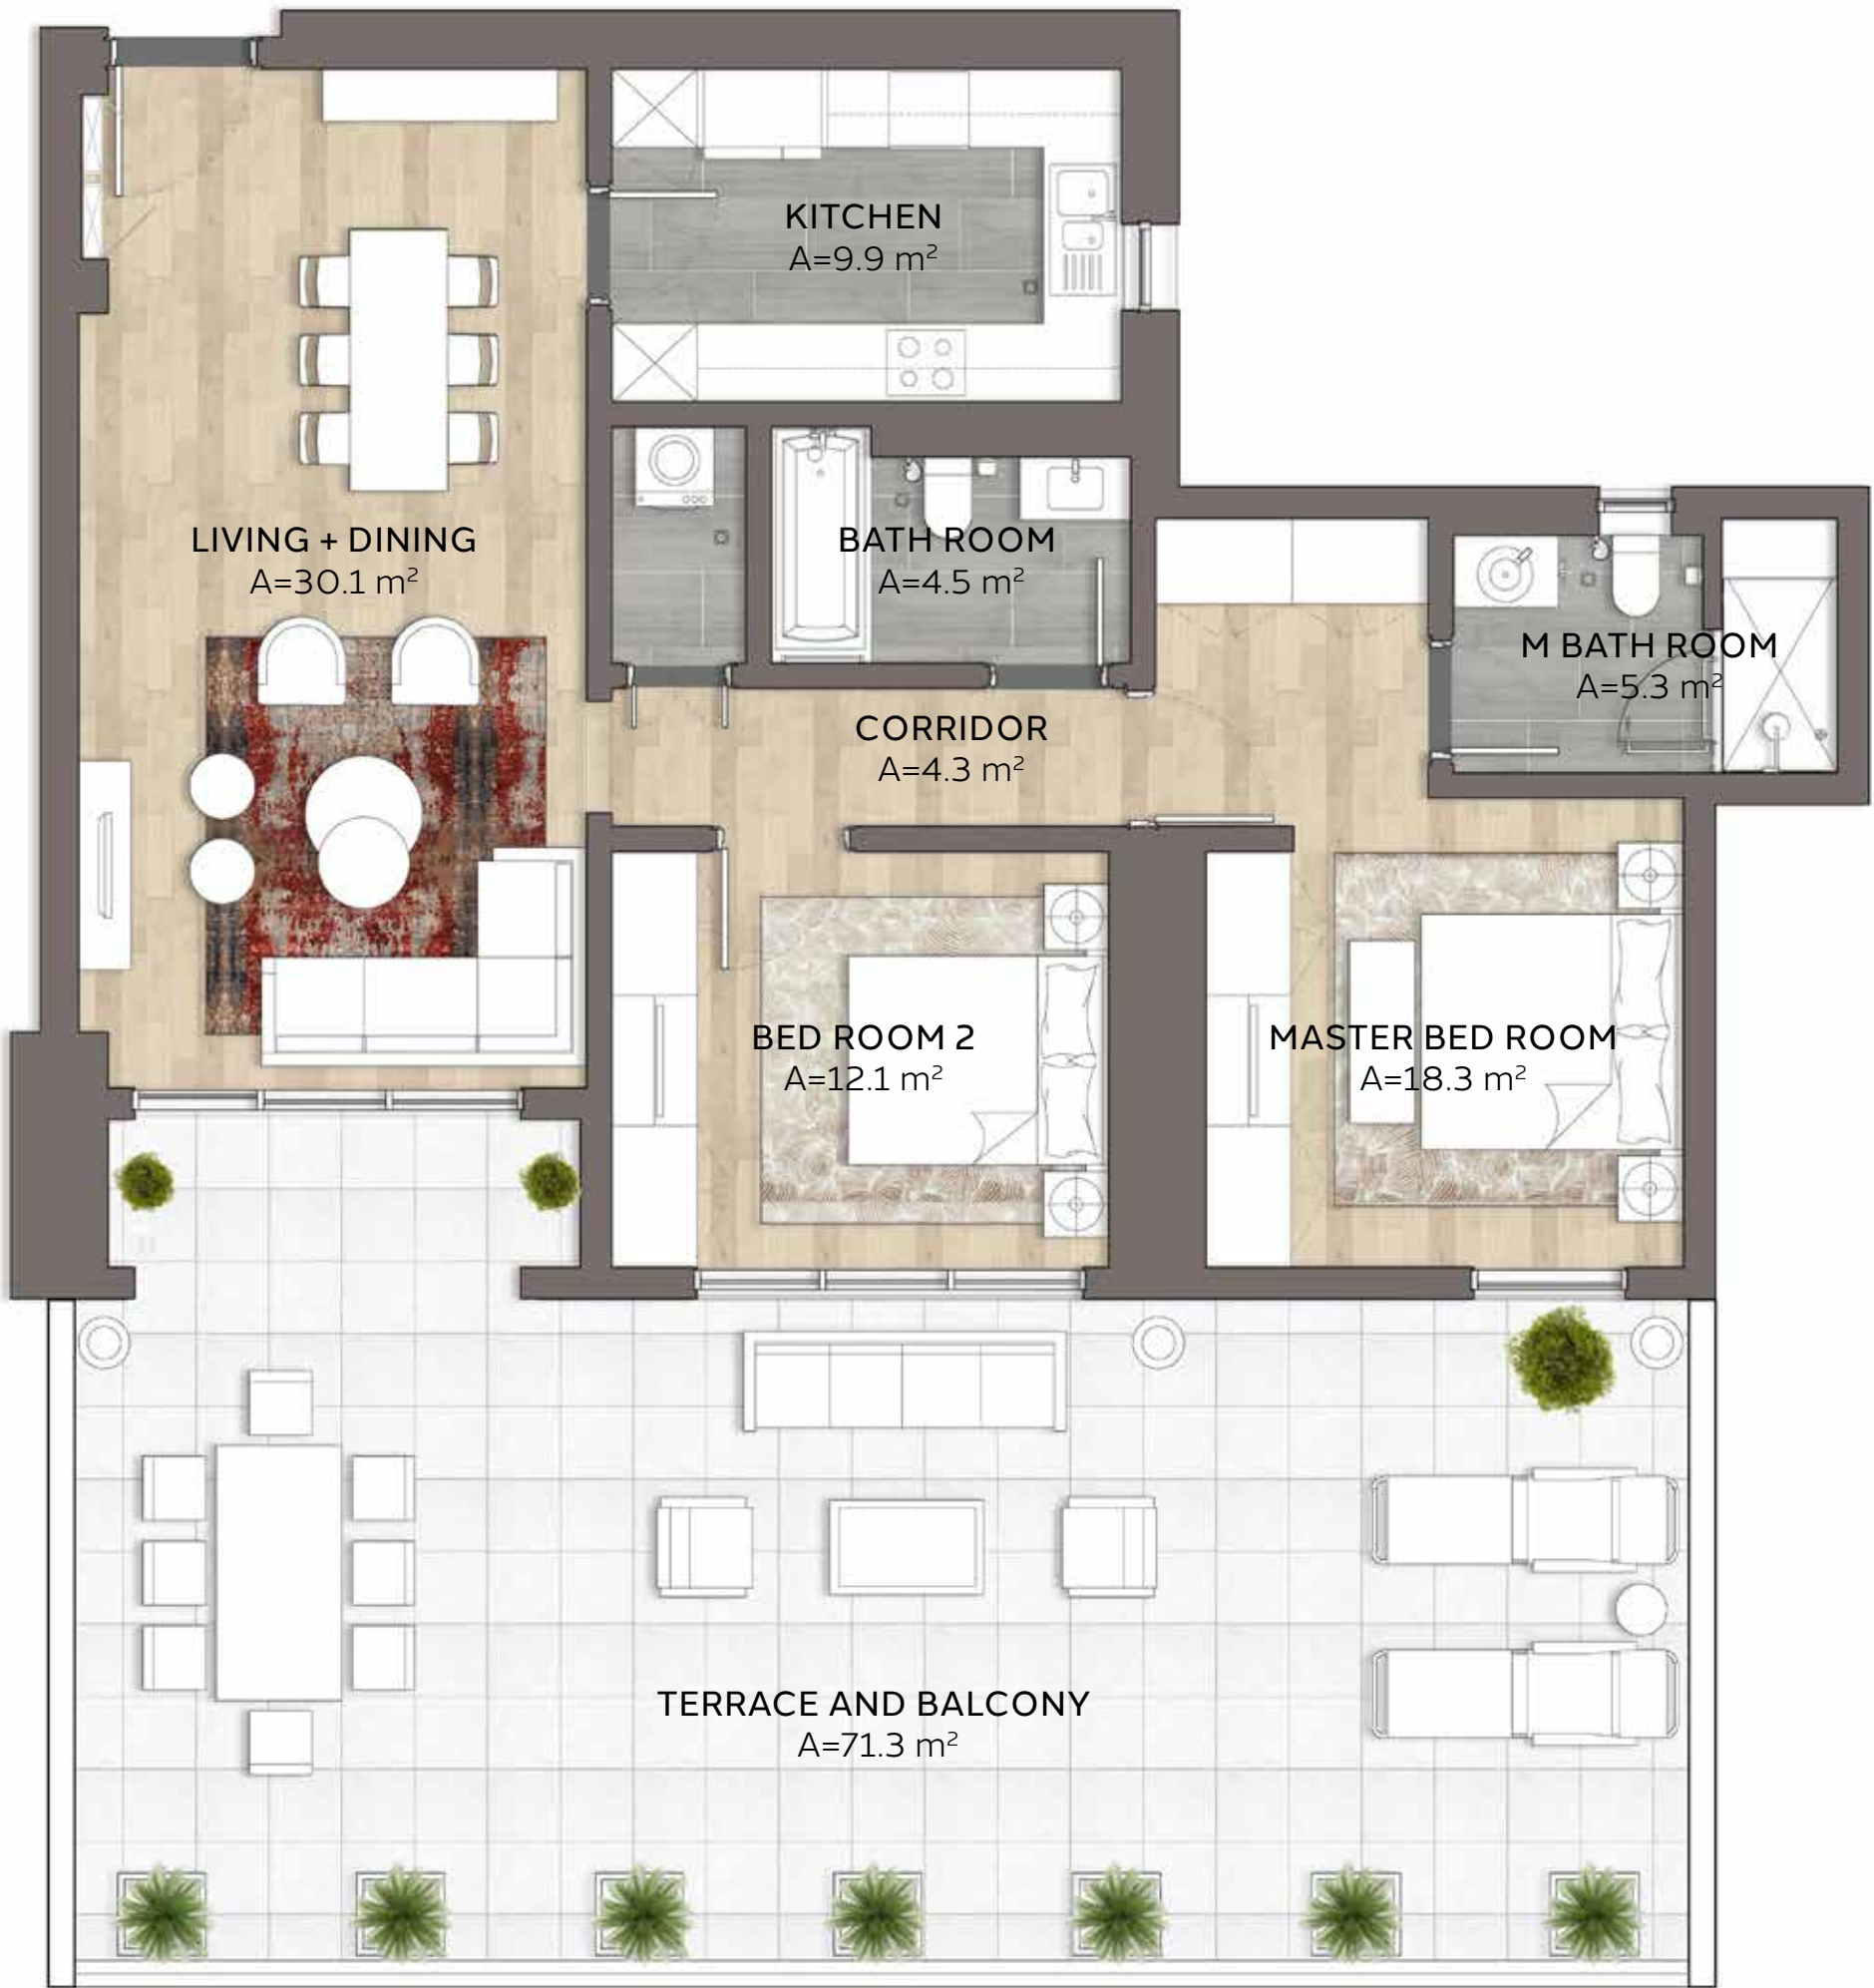 KITCHEN
A=9.9 m²
LIVING + DINING
A=30.1 m²
BATH ROOM
A=4.5 m²
M BATH ROOM
A=5.3 m²
CORRIDOR
A=4.3 m²
BED ROOM 2
A=12.1 m²
MASTER BED ROOM
A=18.3 m²
TERRACE AND BALCONY
A=71.3 m²